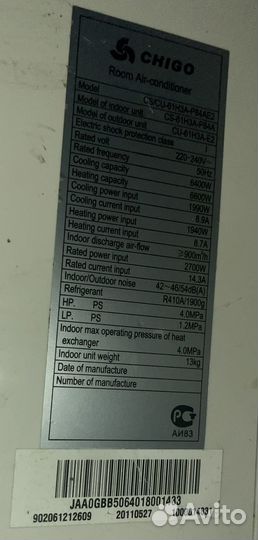 CHIGO
Room Air-conditioner
Model CS/CU-61H3A-P84AE2
Model of indoor unit CS-61H3A-P84A
Model of outdoor unit CU-61H3A-E2
Electric shock protection class I
Rated volt 220-240V~
Rated frequency 50Hz
Cooling capacity 6400W
Heating capacity 6600W
Cooling power input 1990W
Cooling current input 8.9A
Heating power input 1940W
Heating current input 8.7A
Indoor discharge air-flow ≥900m³/h
Rated power input 2700W
Rated current input 14.3A
Indoor/Outdoor noise 42~46/54dB(A)
Refrigerant R410A/1900g
HP. PS 4.0MPa
LP. PS 1.2MPa
Indoor max operating pressure of heat
exchanger 4.0MPa
Indoor unit weight 13kg
Date of manufacture
Number of manufacture
АИ83
JAA0GBB5064018001433
902061212609 20110527
Avito